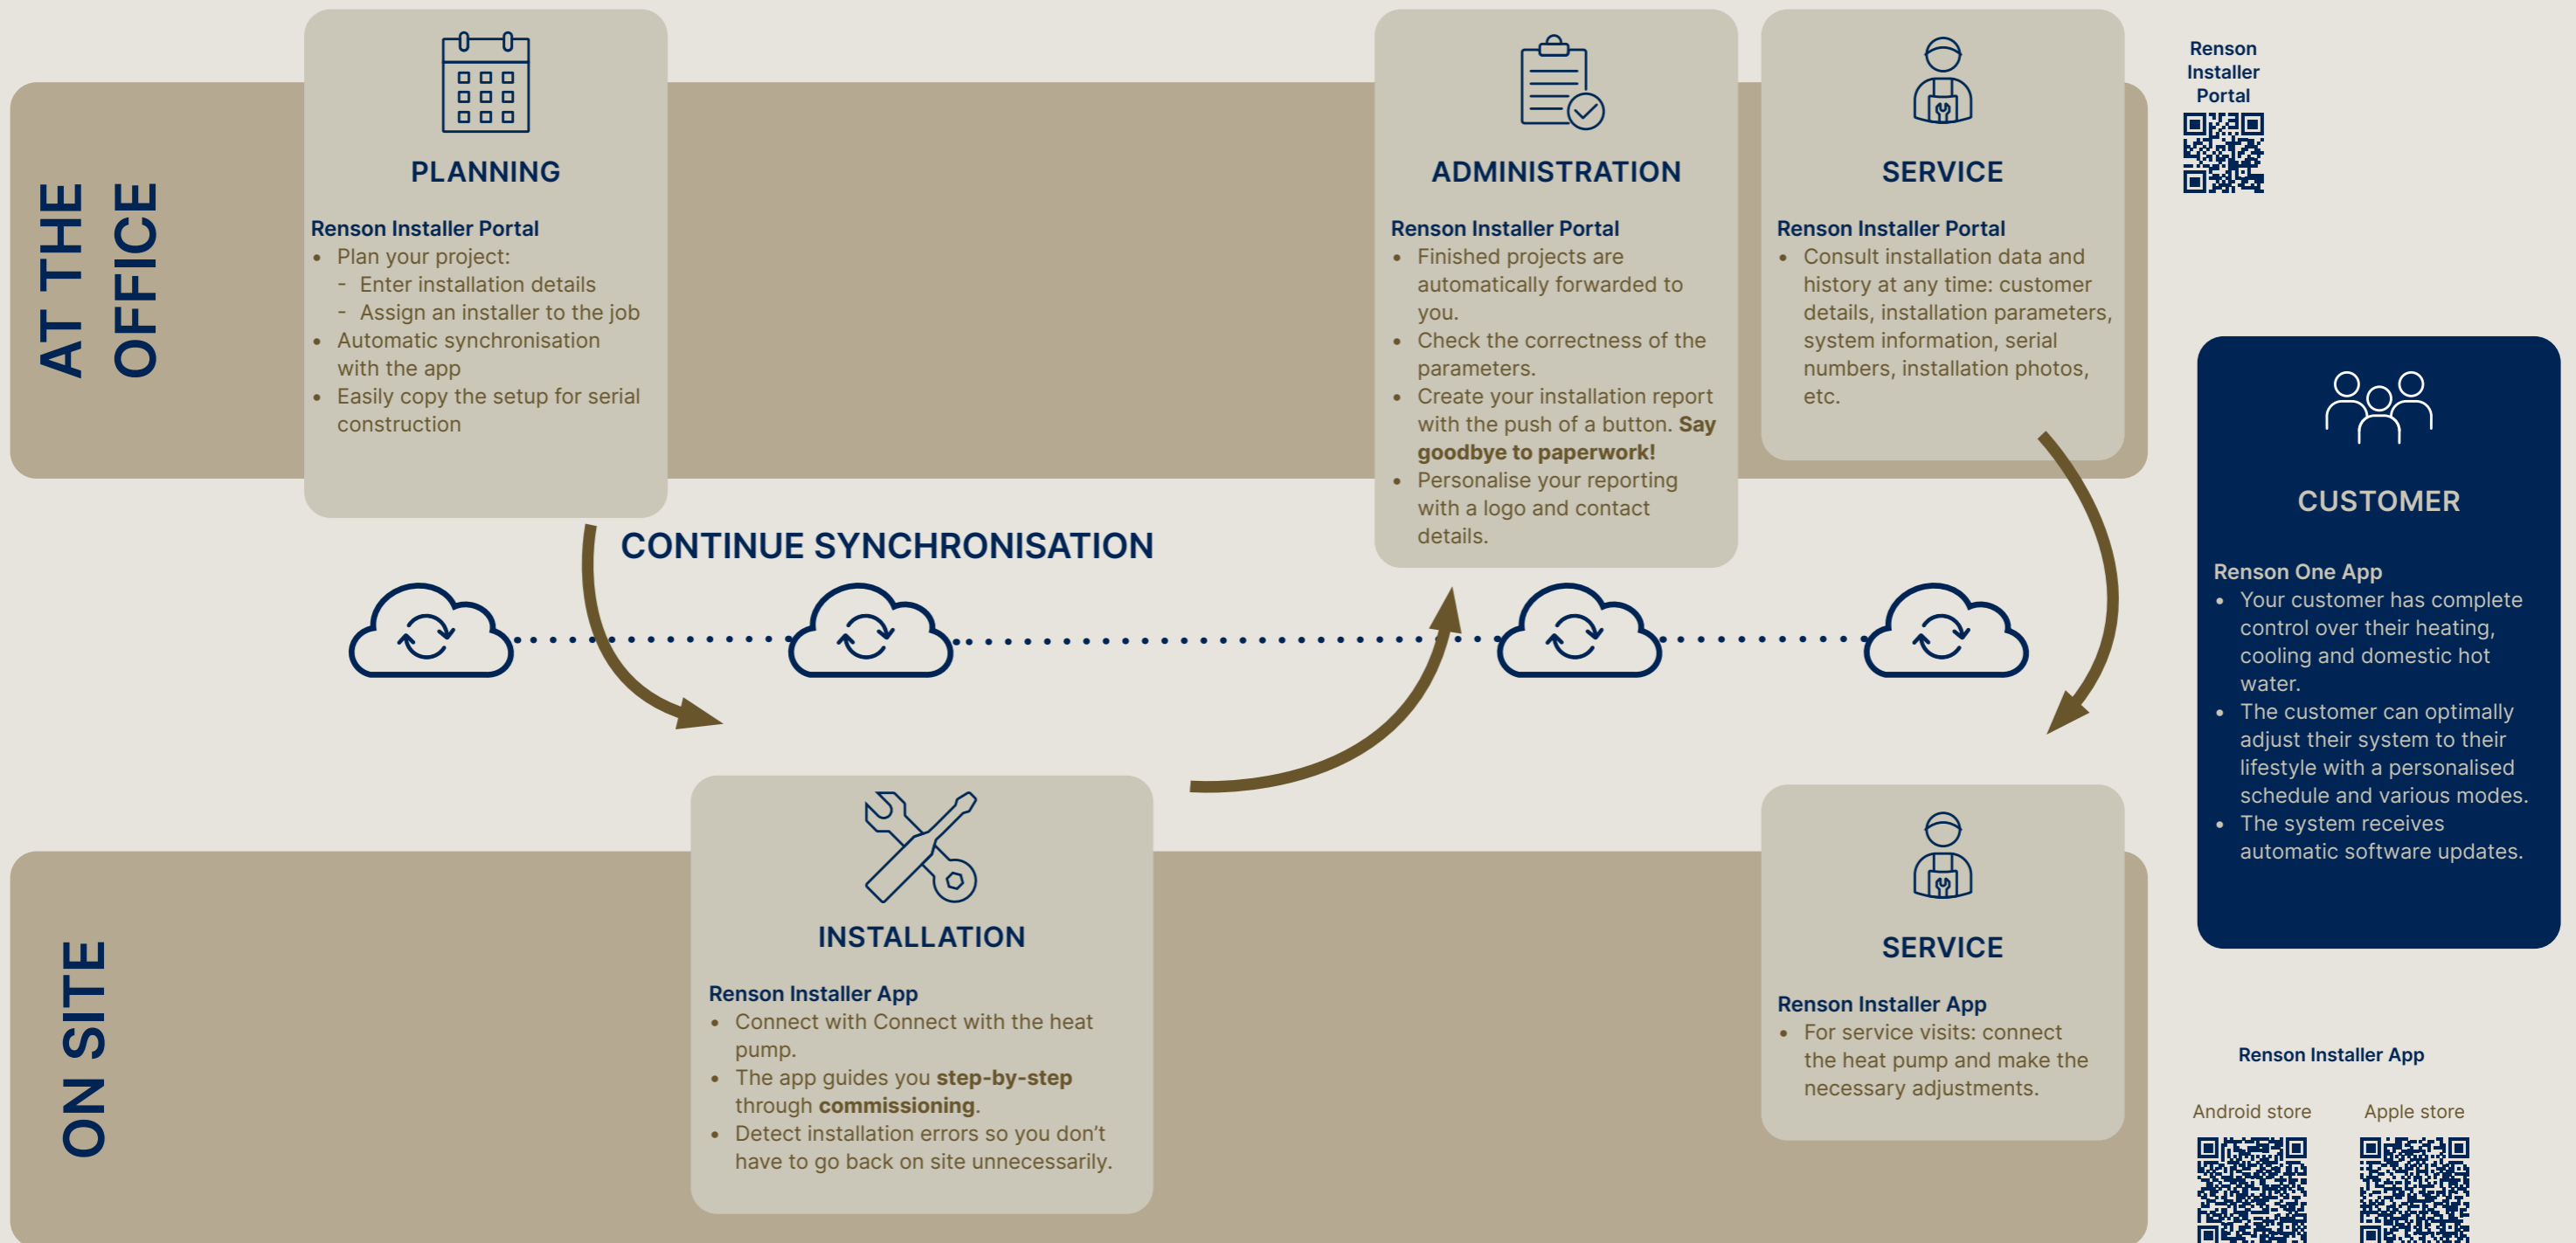 AT THE
OFFICE
PLANNING
Renson Installer Portal
• Plan your project:
- Enter installation details
- Assign an installer to the job
• Automatic synchronisation
with the app
• Easily copy the setup for serial
construction
ADMINISTRATION
Renson Installer Portal
• Finished projects are
automatically forwarded to
you.
• Check the correctness of the
parameters.
• Create your installation report
with the push of a button. Say
goodbye to paperwork!
• Personalise your reporting
with a logo and contact
details.
SERVICE
Renson Installer Portal
• Consult installation data and
history at any time: customer
details, installation parameters,
system information, serial
numbers, installation photos,
etc.
Renson
Installer
Portal
CONTINUE SYNCHRONISATION
CUSTOMER
Renson One App
• Your customer has complete
control over their heating,
cooling and domestic hot
water.
• The customer can optimally
adjust their system to their
lifestyle with a personalised
schedule and various modes.
• The system receives
automatic software updates.
ON SITE
INSTALLATION
Renson Installer App
• Connect with Connect with the heat
pump.
• The app guides you step-by-step
through commissioning.
• Detect installation errors so you don’t
have to go back on site unnecessarily.
SERVICE
Renson Installer App
• For service visits: connect
the heat pump and make the
necessary adjustments.
Renson Installer App
Android store
Apple store